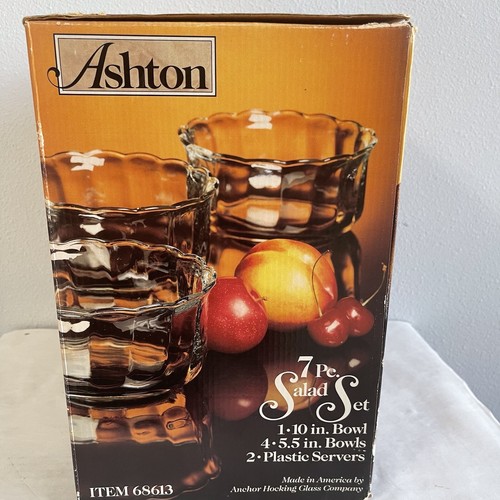 Ashton
7 Pe.
Salad Set
1·10 in. Bowl
4·5.5 in. Bowls
2·Plastic Servers
Made in America by
Anchor Hocking Glass Company
ITEM 68613